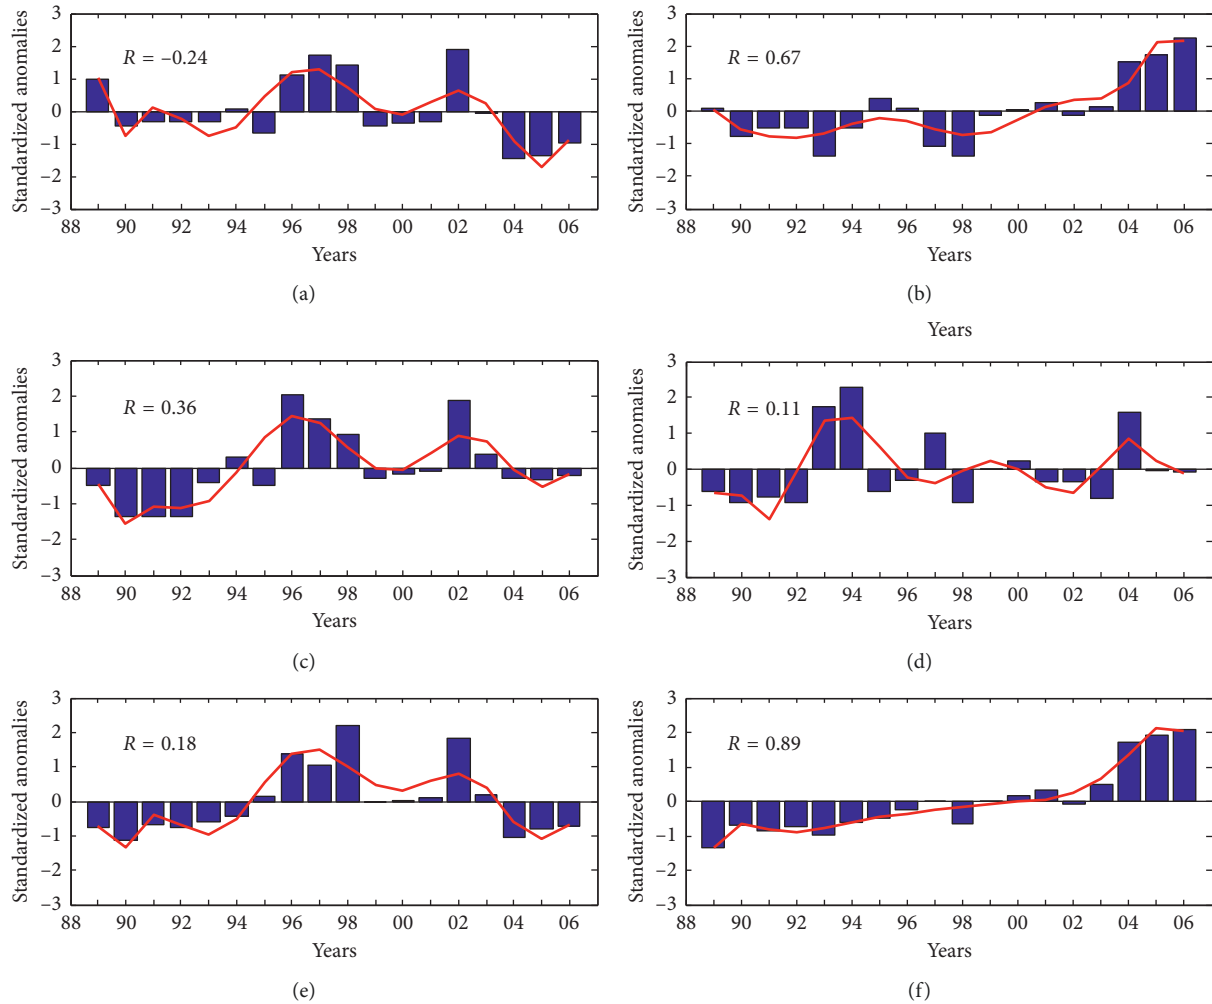 3
2
1
0
−1
−2
−3
Standardized anomalies
R = −0.24
88 90 92 94 96 98 00 02 04 06
Years
(a)
3
2
1
0
−1
−2
−3
Standardized anomalies
R = 0.67
88 90 92 94 96 98 00 02 04 06
Years
(b)
Years
3
2
1
0
−1
−2
−3
Standardized anomalies
R = 0.36
88 90 92 94 96 98 00 02 04 06
Years
(c)
3
2
1
0
−1
−2
−3
Standardized anomalies
R = 0.11
88 90 92 94 96 98 00 02 04 06
(d)
3
2
1
0
−1
−2
−3
Standardized anomalies
R = 0.18
88 90 92 94 96 98 00 02 04 06
Years
(e)
3
2
1
0
−1
−2
−3
Standardized anomalies
R = 0.89
88 90 92 94 96 98 00 02 04 06
Years
(f)